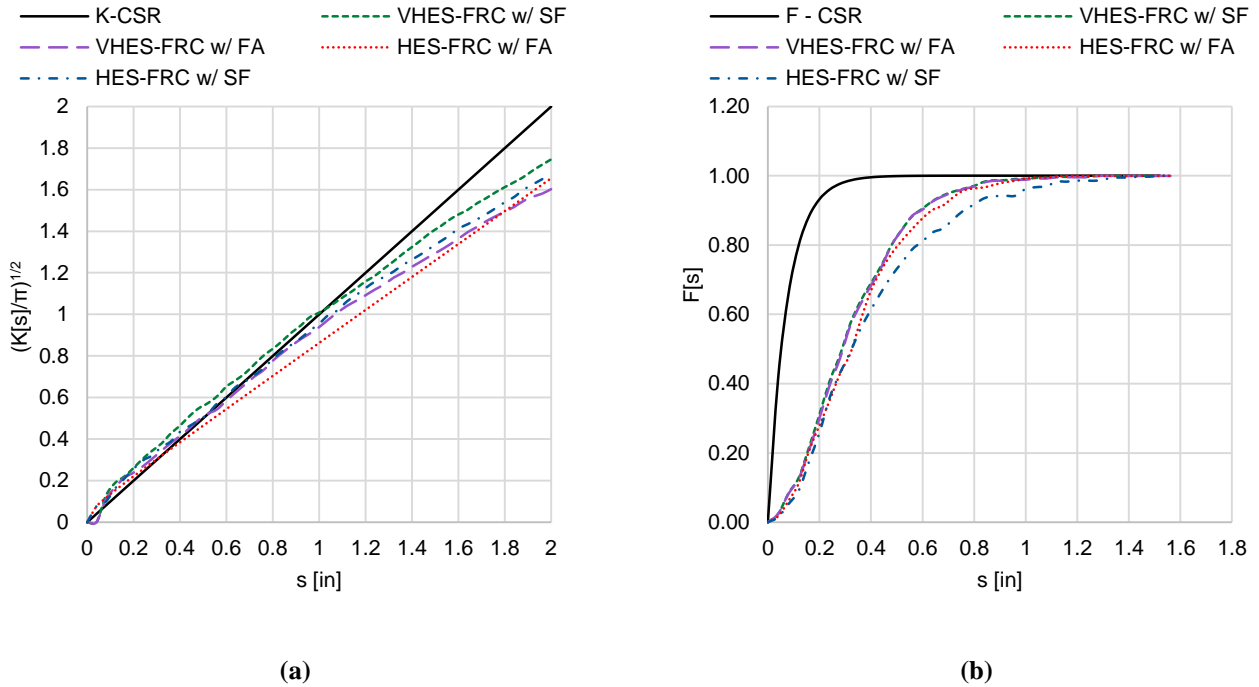 K-CSR
VHES-FRC w/ SF
VHES-FRC w/ FA
HES-FRC w/ FA
HES-FRC w/ SF
2
1.8
1.6
1.4
1.2
1
0.8
0.6
0.4
0.2
0
(K[s]/π)^1/2
0 0.2 0.4 0.6 0.8 1 1.2 1.4 1.6 1.8 2
s [in]
(a)
F - CSR
VHES-FRC w/ SF
VHES-FRC w/ FA
HES-FRC w/ FA
HES-FRC w/ SF
1.20
1.00
0.80
0.60
0.40
0.20
0.00
F[s]
0 0.2 0.4 0.6 0.8 1 1.2 1.4 1.6 1.8
s [in]
(b)